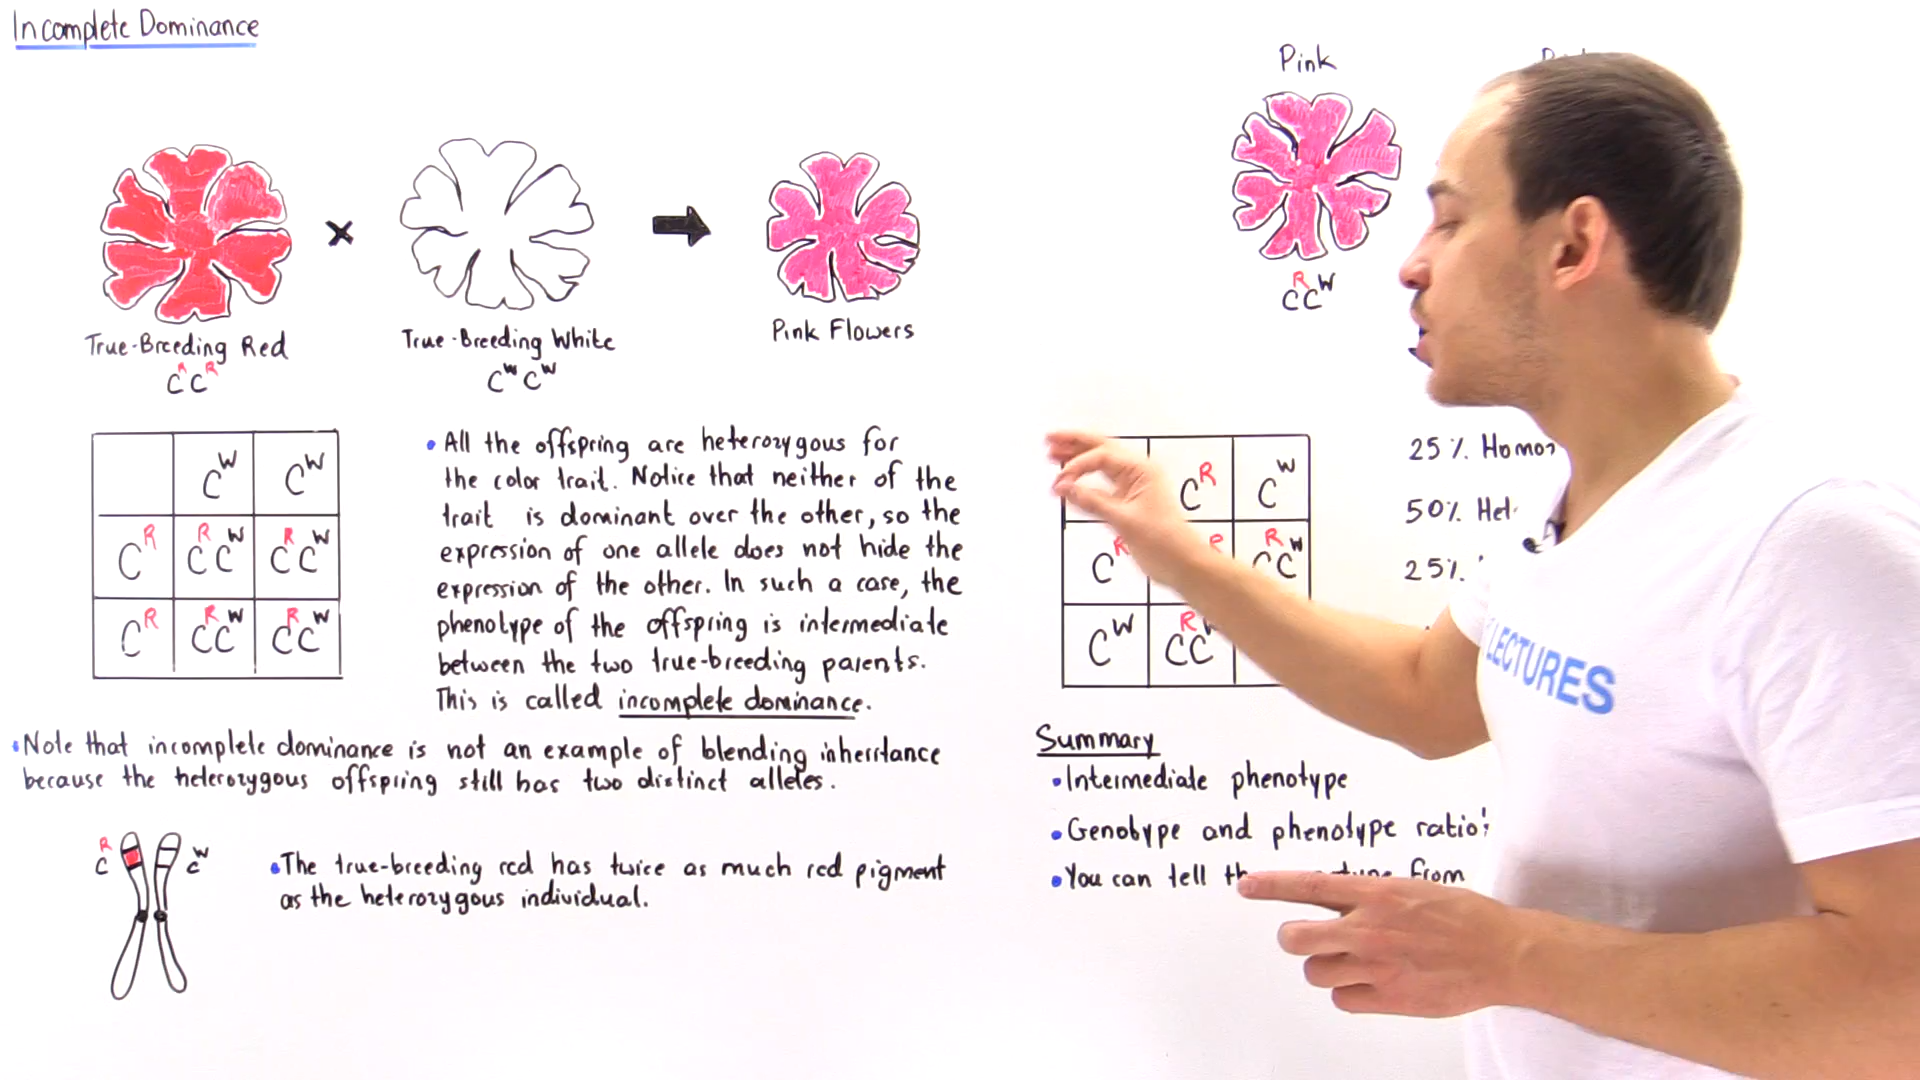 Incomplete Dominance
True-Breeding Red
C^R C^R
×
True-Breeding White
C^W C^W
Pink Flowers
C^W C^W
C^R C^R C^W C^R C^W
C^R C^R C^W C^R C^W
• All the offspring are heterozygous for
the color trait. Notice that neither of the
trait is dominant over the other, so the
expression of one allele does not hide the
expression of the other. In such a case, the
phenotype of the offspring is intermediate
between the two true-breeding parents.
This is called incomplete dominance.
• Note that incomplete dominance is not an example of blending inheritance
because the heterozygous offspring still has two distinct alleles.
C^R C^W
• The true-breeding red has twice as much red pigment
as the heterozygous individual.
Pink
C^R C^W
C^R C^W
C^R C^R C^W
C^W C^R C^W
25%
50%
25%
Summary
• Intermediate phenotype
• Genotype and phenotype
• You can tell from
LECTURES